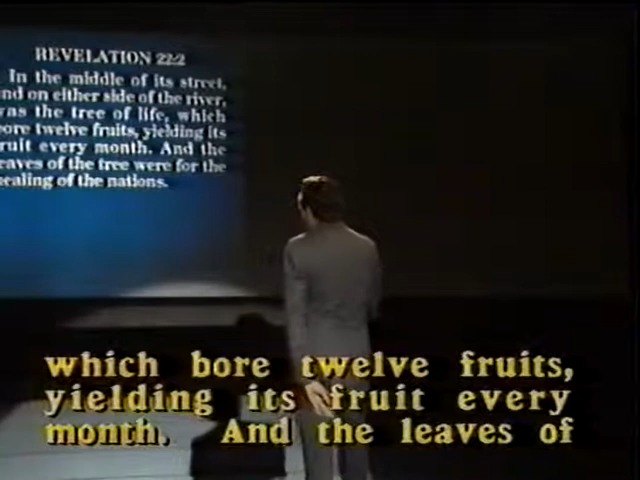 REVELATION 22:2
In the middle of its street,
nd on either side of the river,
was the tree of life, which
ore twelve fruits, yielding its
ruit every month. And the
eaves of the tree were for the
ealing of the nations.
which bore twelve fruits,
yielding its fruit every
month. And the leaves of